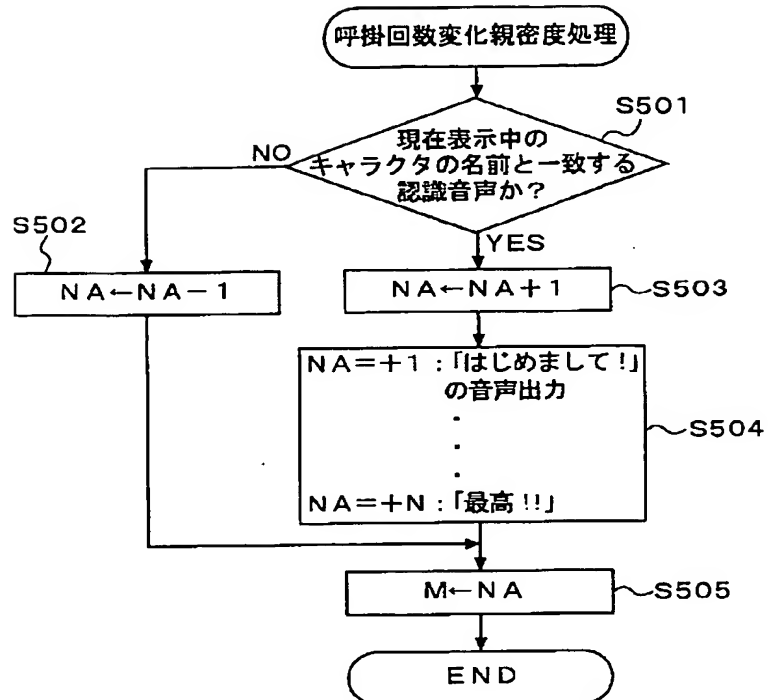 呼掛回数変化親密度処理
S501
現在表示中の
キャラクタの名前と一致する
認識音声か？
NO
YES
S502
NA←NA－1
NA←NA＋1
S503
NA＝＋1：「はじめまして！」
の音声出力
・
・
・
NA＝＋N：「最高!!」
S504
M←NA
S505
END